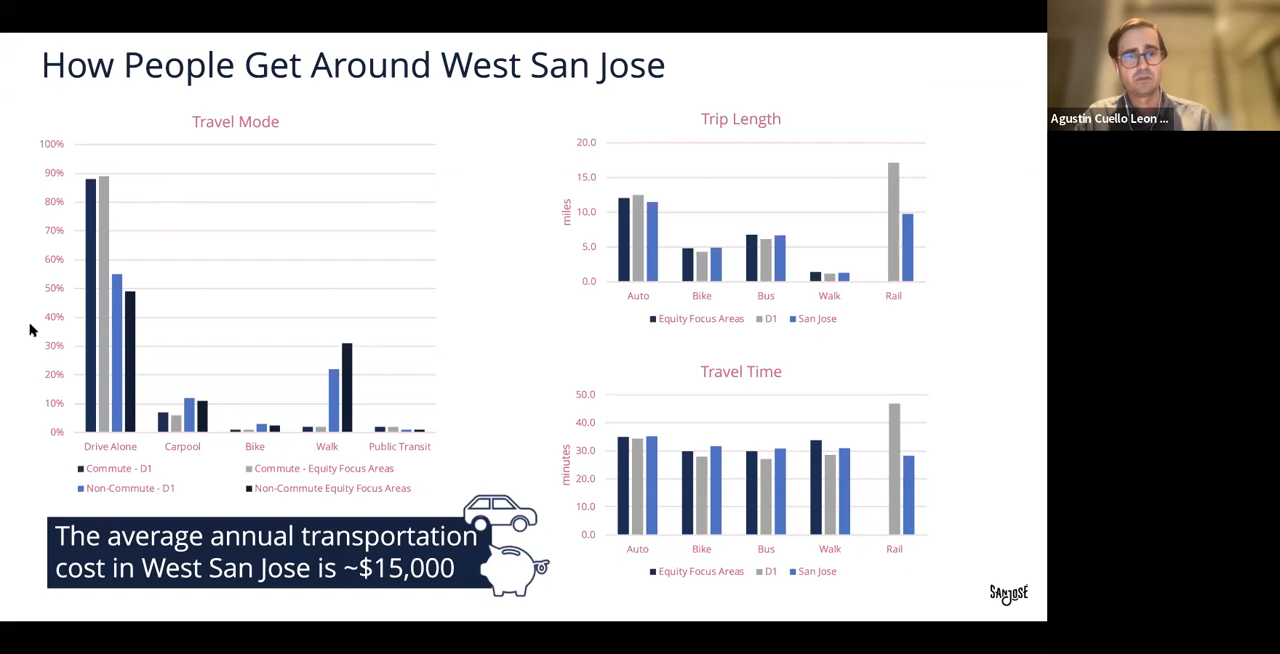 How People Get Around West San Jose
Travel Mode
100%
90%
80%
70%
60%
50%
40%
30%
20%
10%
0%
Drive Alone Carpool Bike Walk Public Transit
Commute - D1 Commute - Equity Focus Areas
Non-Commute - D1 Non-Commute Equity Focus Areas
The average annual transportation
cost in West San Jose is ~$15,000
Trip Length
20.0
15.0
10.0
5.0
0.0
miles
Auto Bike Bus Walk Rail
Equity Focus Areas D1 San Jose
Travel Time
50.0
40.0
30.0
20.0
10.0
0.0
minutes
Auto Bike Bus Walk Rail
Equity Focus Areas D1 San Jose
SAN JOSÉ
Agustin Cuello Leon ...